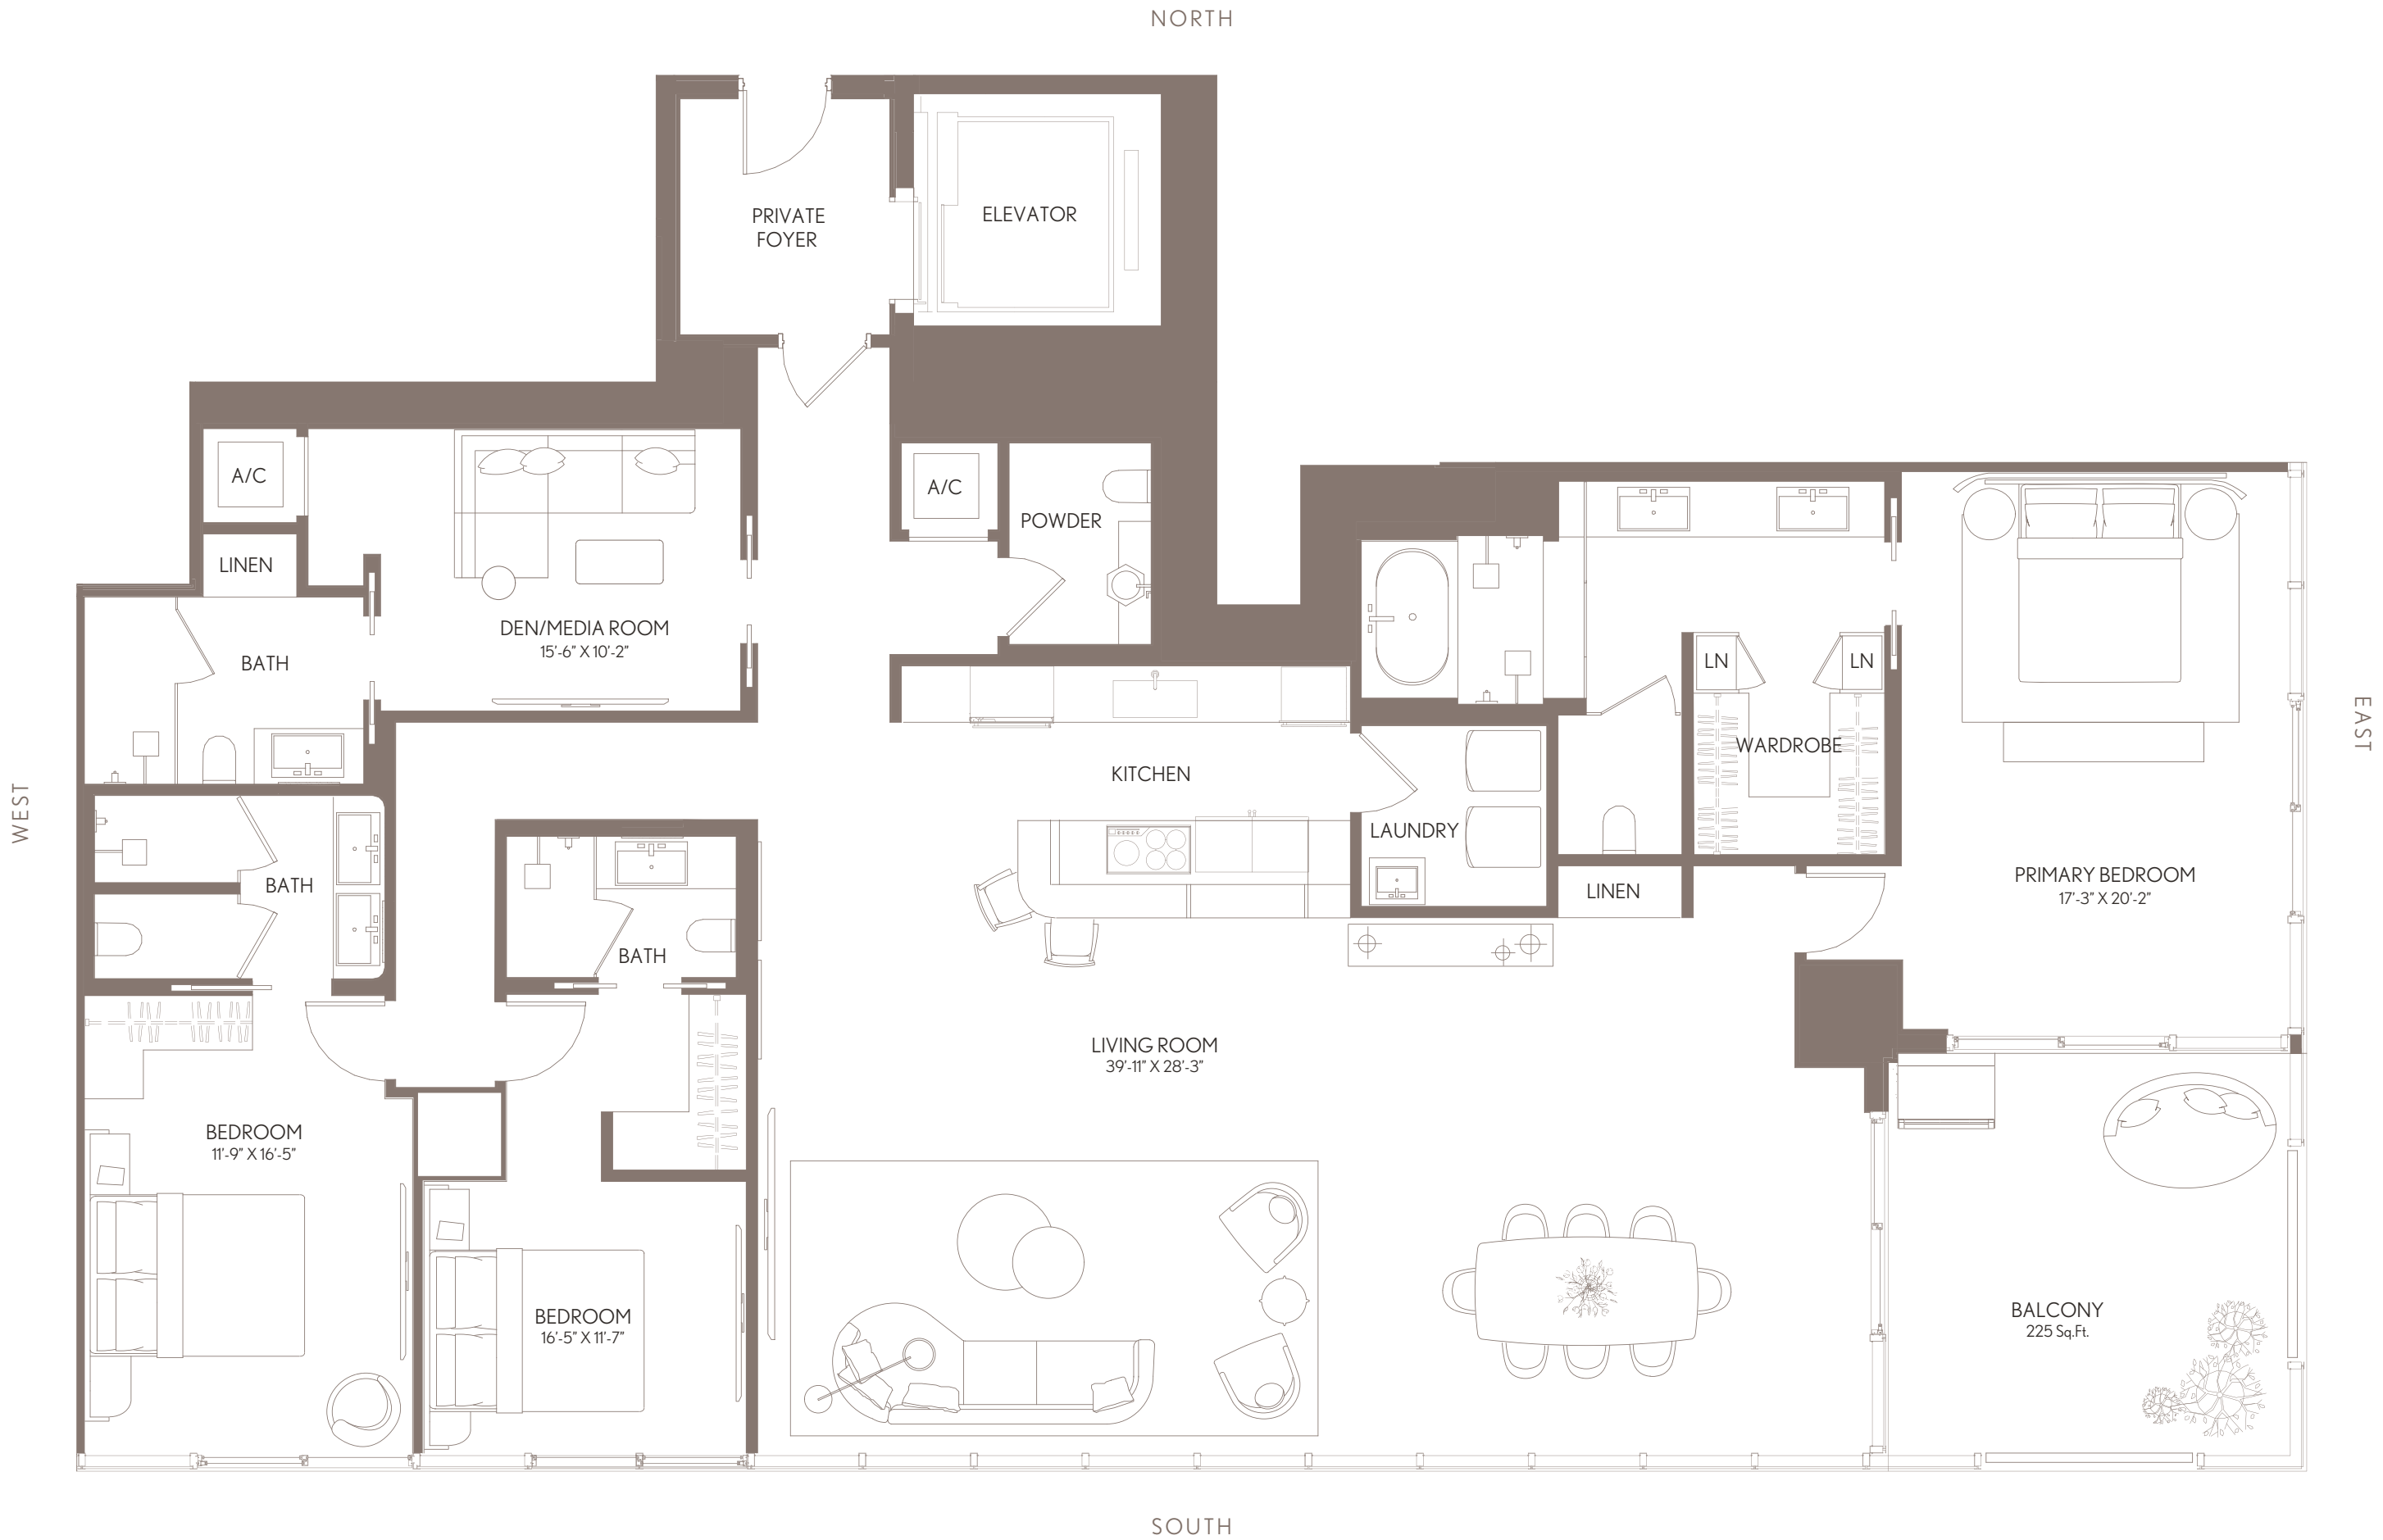 NORTH
PRIVATE
FOYER
ELEVATOR
A/C
A/C
POWDER
LINEN
DEN/MEDIA ROOM
15'-6" X 10'-2"
BATH
LN
LN
WARDROBE
EAST
KITCHEN
WEST
LAUNDRY
PRIMARY BEDROOM
17'-3" X 20'-2"
BATH
LINEN
BATH
LIVING ROOM
39'-11" X 28'-3"
BEDROOM
11'-9" X 16'-5"
BEDROOM
16'-5" X 11'-7"
BALCONY
225 Sq.Ft.
SOUTH